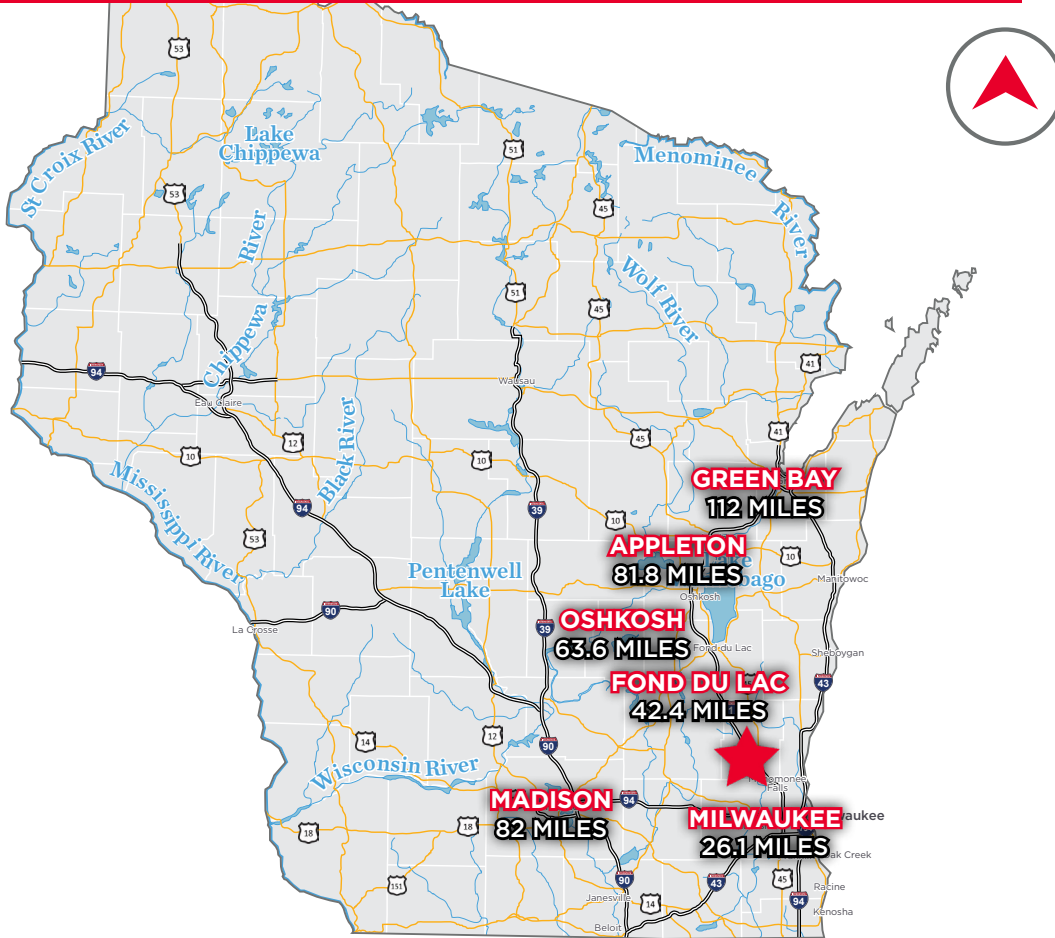 53
Lake
Chippewa
St Croix River
51
Menominee
53
45
River
River
Wolf River
51
45
41
94
Chippewa
Wausau
Eau Claire
41
12
45
10
10
Black River
GREEN BAY
112 MILES
Mississippi River
94
39
10
53
APPLETON
81.8 MILES
10
Lake
Pentenwell
Lake
Manitowoc
Oshkosh
90
La Crosse
39
OSHKOSH
63.6 MILES
Fond du Lac
Sheboygan
FOND DU LAC
42.4 MILES
43
14
12
90
Wisconsin River
Falls
MADISON
82 MILES
94
MILWAUKEE
26.1 MILES
18
18
Oak Creek
151
90
43
45
Racine
Janesville
14
94
Kenosha
Beloit